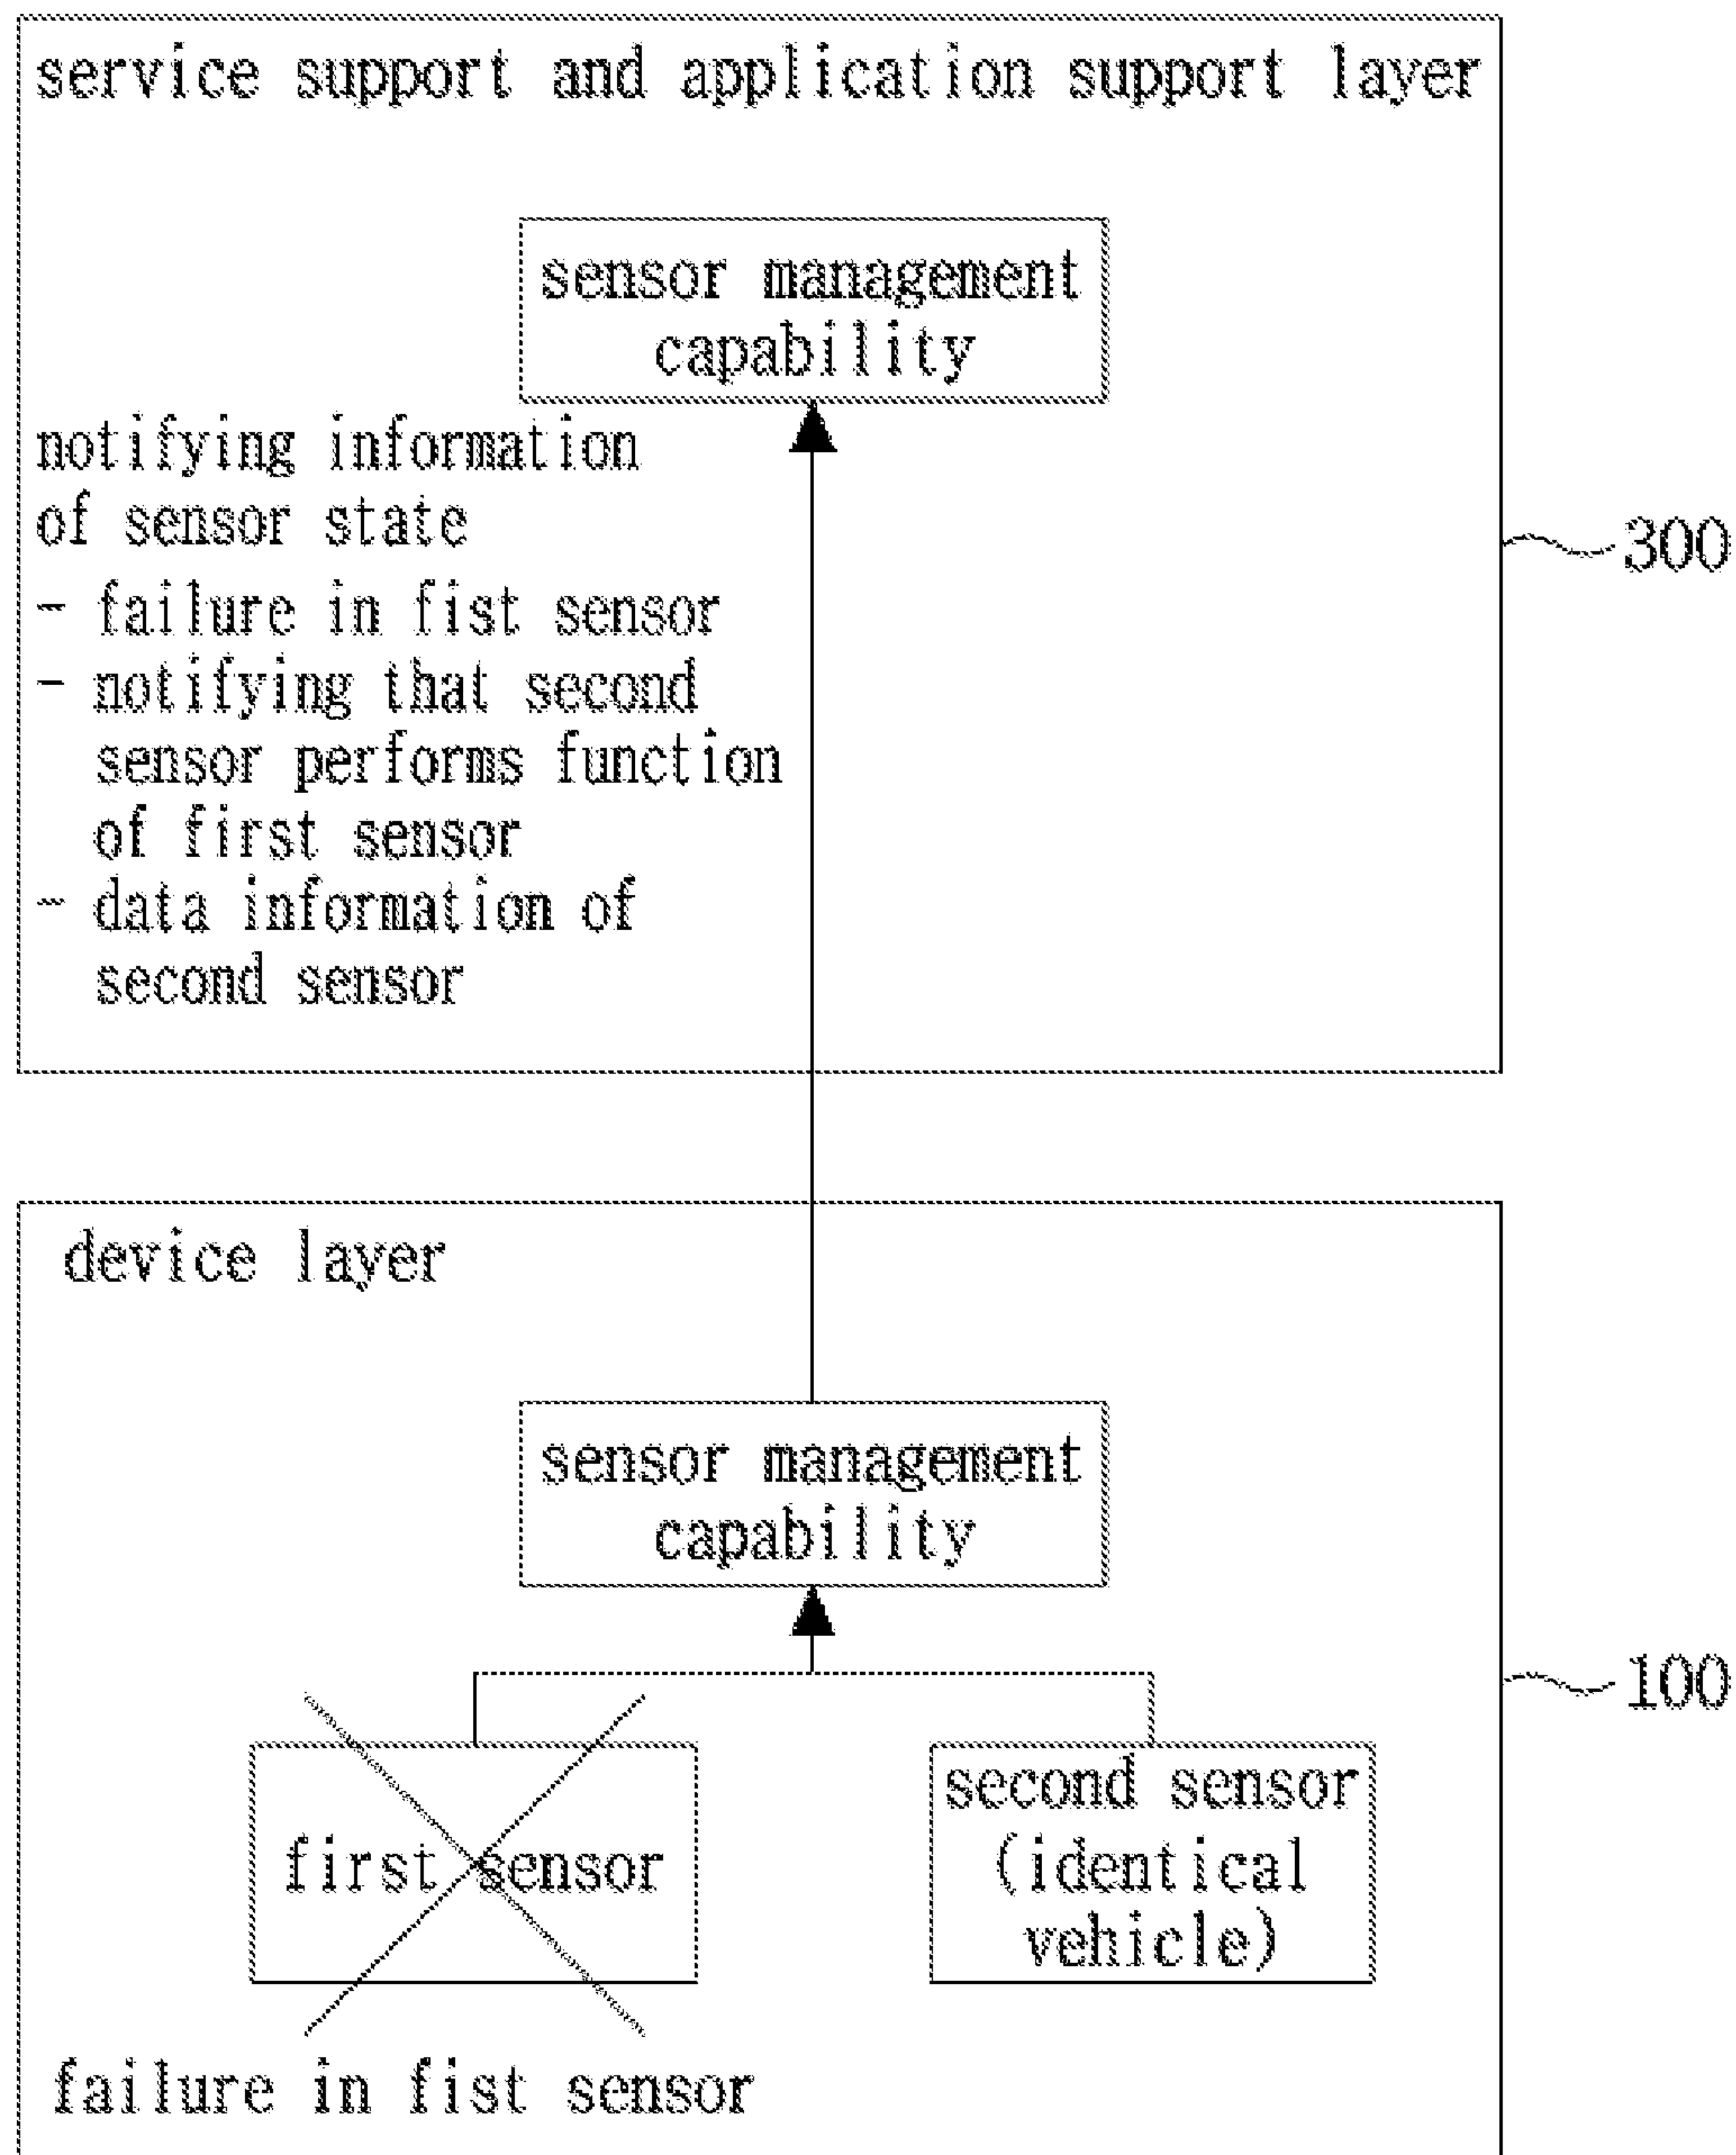 service support and application support layer
sensor management
capability
notifying information
of sensor state
- failure in fist sensor
- notifying that second
sensor performs function
of first sensor
- data information of
second sensor
300
device layer
sensor management
capability
100
first sensor
second sensor
(identical
vehicle)
failure in fist sensor